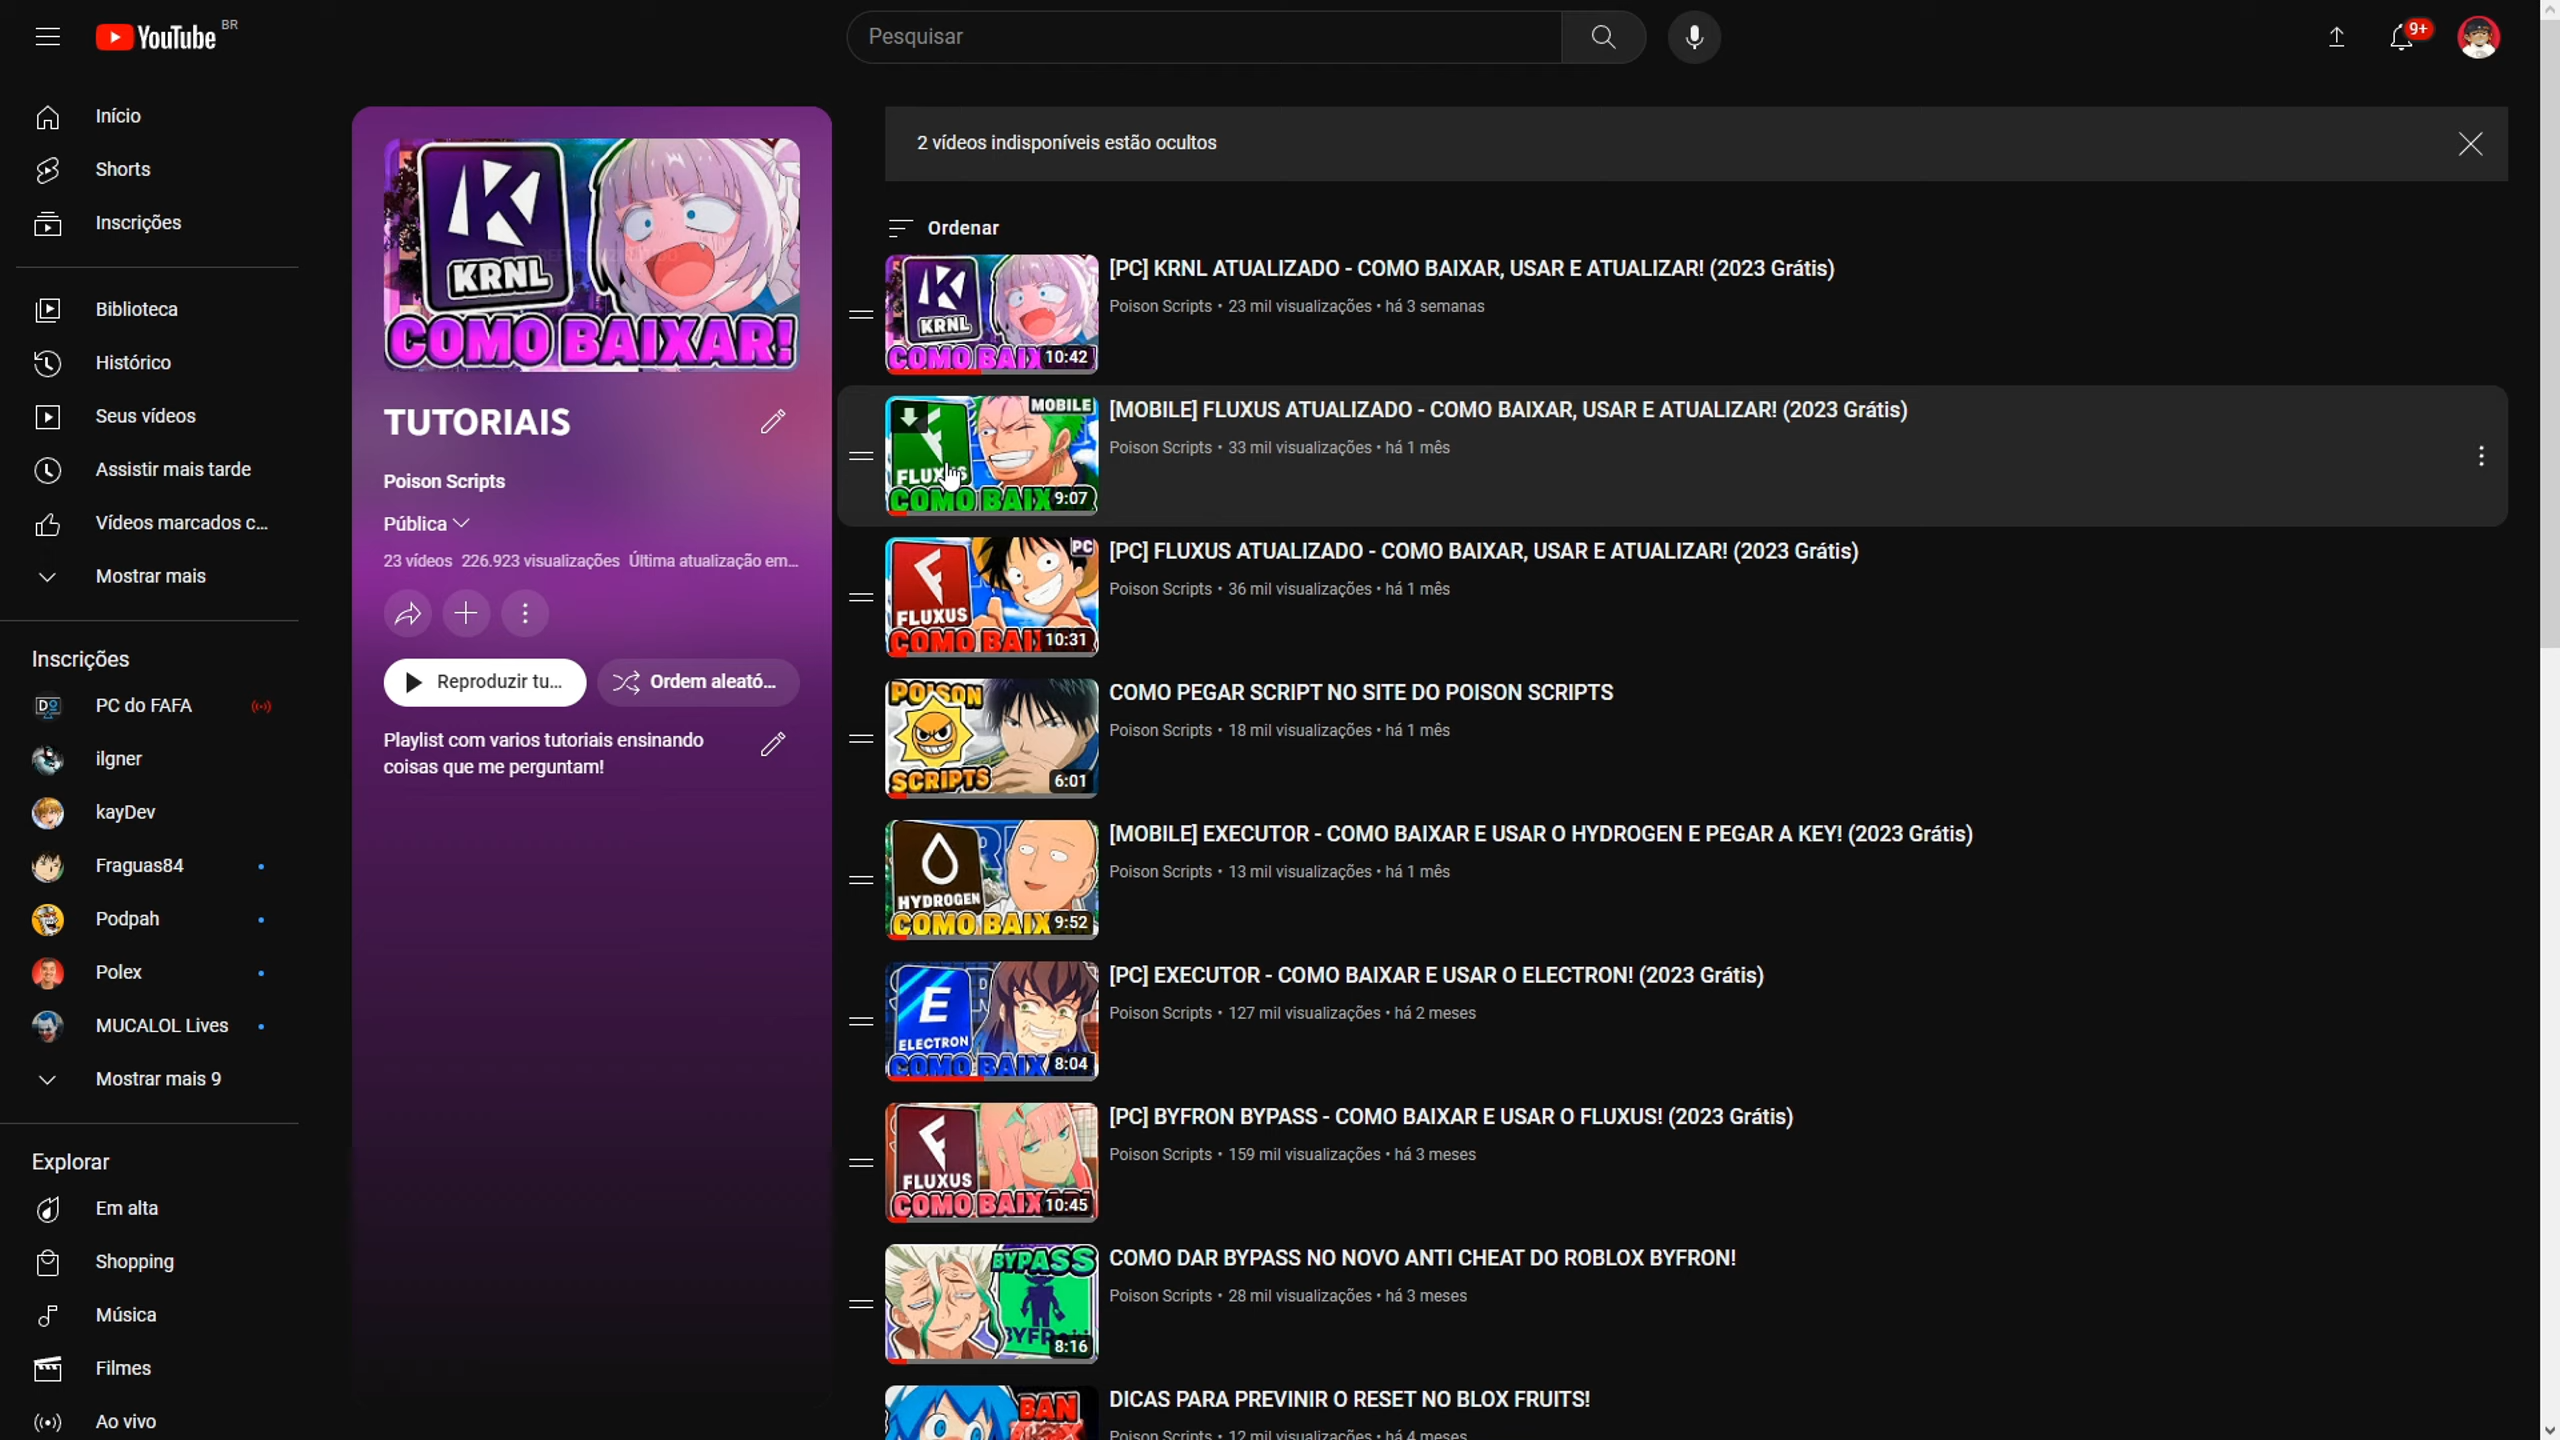 YouTube BR
Pesquisar
9+
Início
Shorts
Inscrições
Biblioteca
Histórico
Seus vídeos
Assistir mais tarde
Vídeos marcados c...
Mostrar mais
Inscrições
PC do FAFA
ilgner
kayDev
Fraguas84
Podpah
Polex
MUCALOL Lives
Mostrar mais 9
Explorar
Em alta
Shopping
Música
Filmes
Ao vivo
KRNL
COMO BAIXAR!
TUTORIAIS
Poison Scripts
Pública
23 vídeos 226.923 visualizações Última atualização em...
Reproduzir tu...
Ordem aleató...
Playlist com varios tutoriais ensinando
coisas que me perguntam!
2 vídeos indisponíveis estão ocultos
Ordenar
KRNL
COMO BAIX
10:42
[PC] KRNL ATUALIZADO - COMO BAIXAR, USAR E ATUALIZAR! (2023 Grátis)
Poison Scripts • 23 mil visualizações • há 3 semanas
MOBILE
FLUXUS
COMO BAIX
9:07
[MOBILE] FLUXUS ATUALIZADO - COMO BAIXAR, USAR E ATUALIZAR! (2023 Grátis)
Poison Scripts • 33 mil visualizações • há 1 mês
PC
FLUXUS
COMO BAI
10:31
[PC] FLUXUS ATUALIZADO - COMO BAIXAR, USAR E ATUALIZAR! (2023 Grátis)
Poison Scripts • 36 mil visualizações • há 1 mês
POISON
SCRIPTS
6:01
COMO PEGAR SCRIPT NO SITE DO POISON SCRIPTS
Poison Scripts • 18 mil visualizações • há 1 mês
HYDROGEN
COMO BAIX
9:52
[MOBILE] EXECUTOR - COMO BAIXAR E USAR O HYDROGEN E PEGAR A KEY! (2023 Grátis)
Poison Scripts • 13 mil visualizações • há 1 mês
E
ELECTRON
COMO BAIX
8:04
[PC] EXECUTOR - COMO BAIXAR E USAR O ELECTRON! (2023 Grátis)
Poison Scripts • 127 mil visualizações • há 2 meses
FLUXUS
COMO BAIX
10:45
[PC] BYFRON BYPASS - COMO BAIXAR E USAR O FLUXUS! (2023 Grátis)
Poison Scripts • 159 mil visualizações • há 3 meses
BYPASS
8:16
COMO DAR BYPASS NO NOVO ANTI CHEAT DO ROBLOX BYFRON!
Poison Scripts • 28 mil visualizações • há 3 meses
BAN
DICAS PARA PREVINIR O RESET NO BLOX FRUITS!
Poison Scripts • 12 mil visualizações • há 4 meses